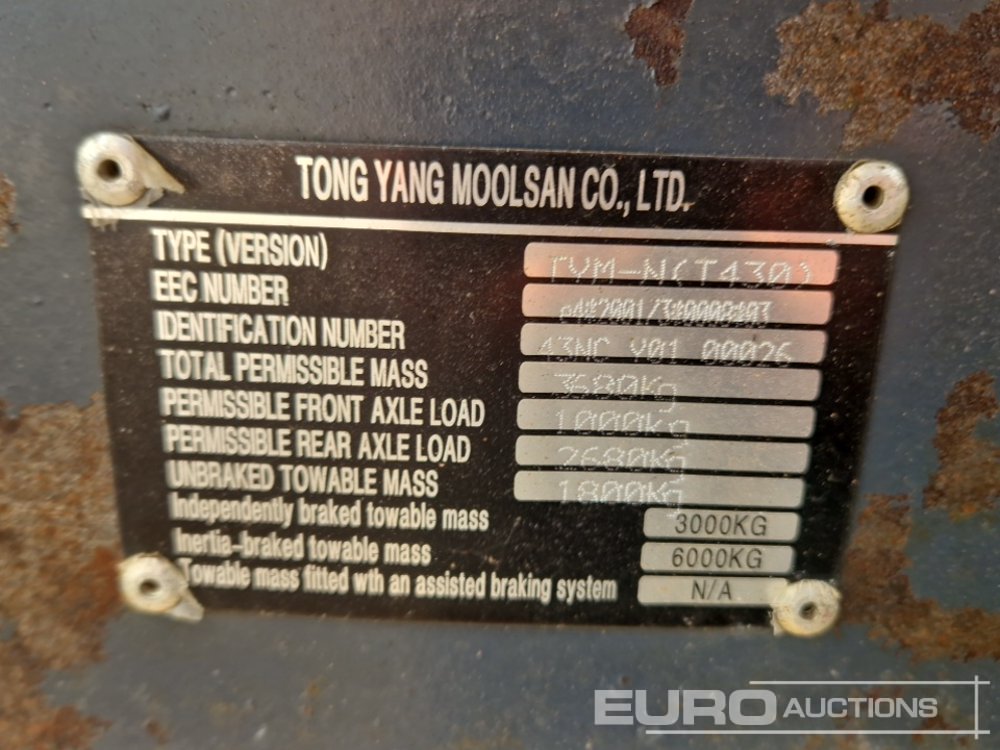 TONG YANG MOOLSAN CO., LTD.
TYPE (VERSION) TYM-N(T430)
EEC NUMBER
IDENTIFICATION NUMBER 43NC V01 00026
TOTAL PERMISSIBLE MASS 3680kg
PERMISSIBLE FRONT AXLE LOAD 1000kg
PERMISSIBLE REAR AXLE LOAD 2680kg
UNBRAKED TOWABLE MASS 1800kg
Independently braked towable mass 3000KG
Inertia-braked towable mass 6000KG
Towable mass fitted wth an assisted braking system N/A
EURO AUCTIONS